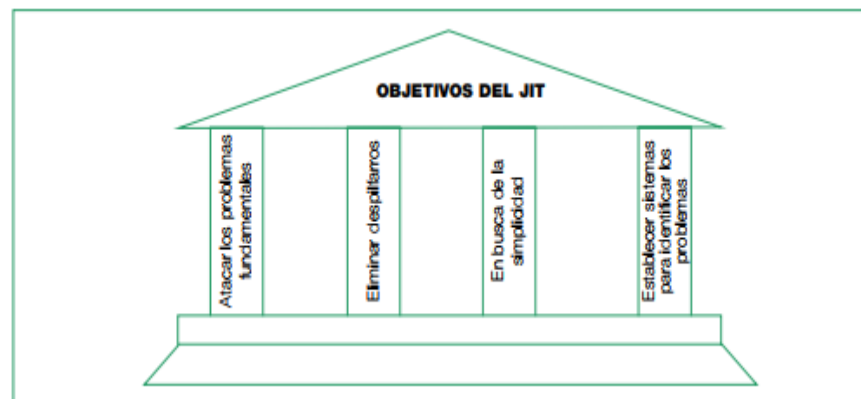 OBJETIVOS DEL JIT
Atacar los problemas
fundamentales
Eliminar despilfarros
En busca de la
simplicidad
Establecer sistemas
para identificar los
problemas